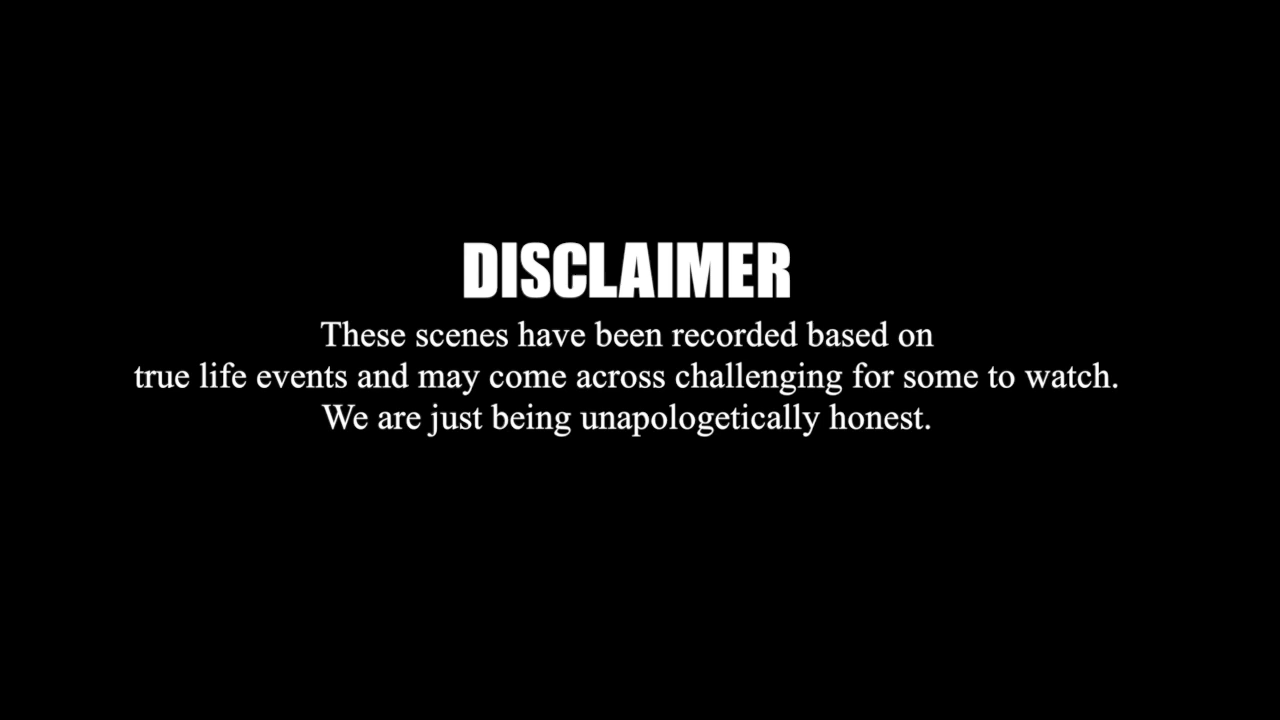 DISCLAIMER
These scenes have been recorded based on
true life events and may come across challenging for some to watch.
We are just being unapologetically honest.